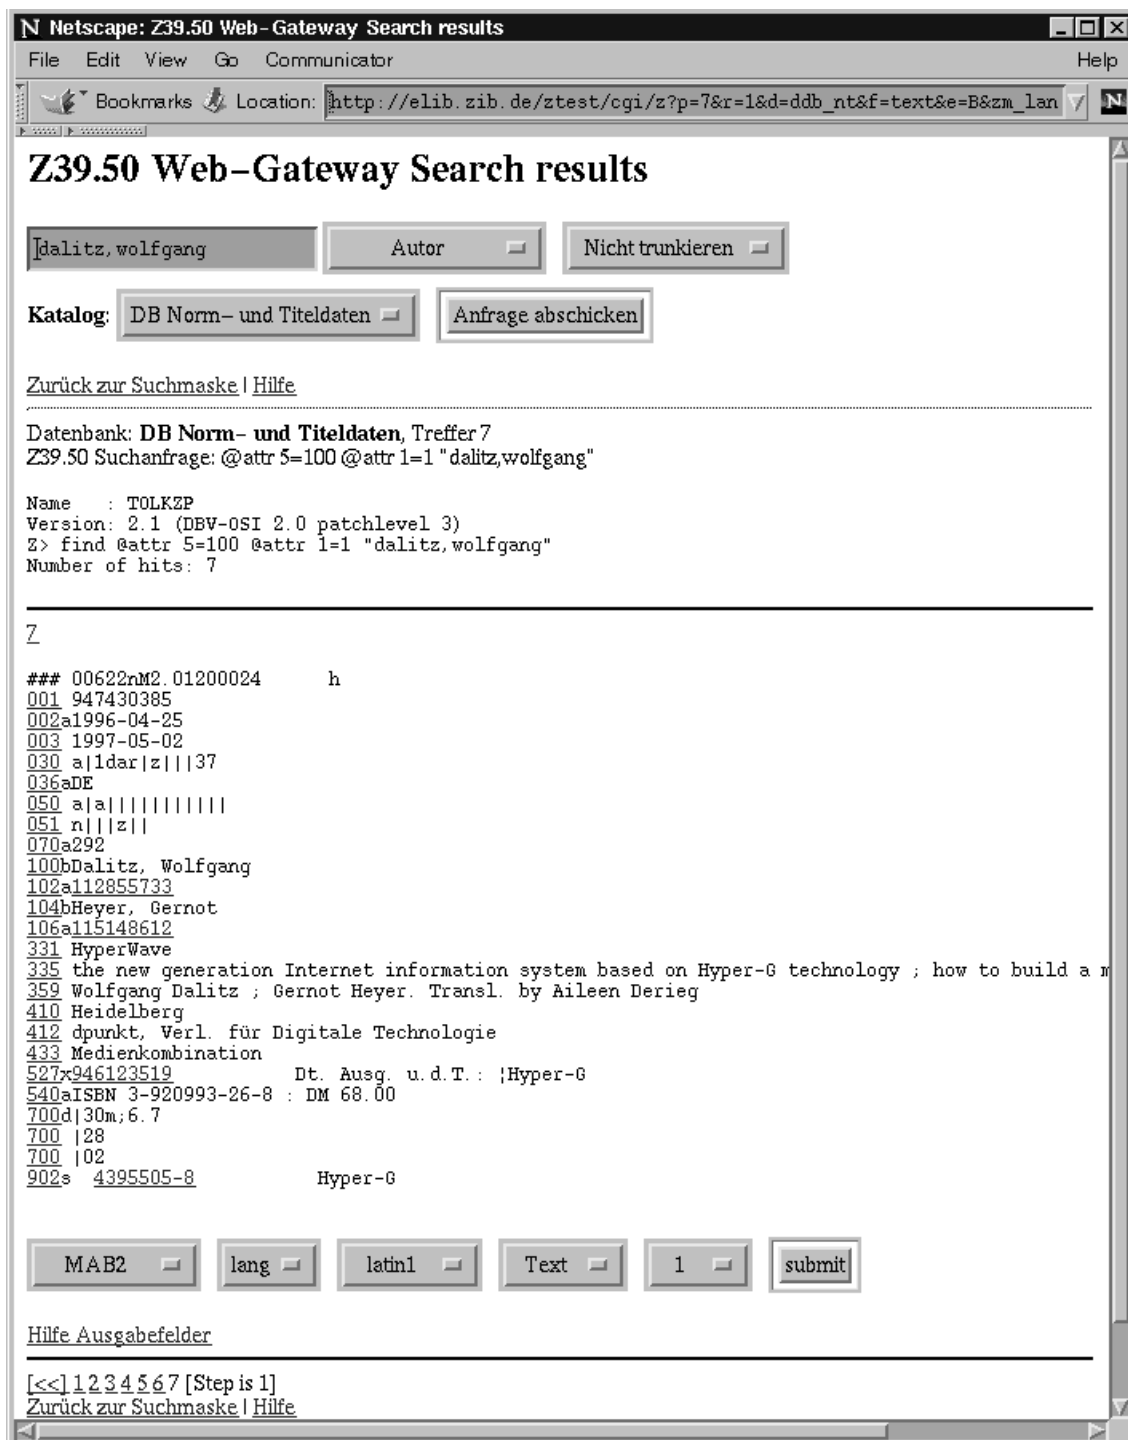 Netscape: Z39.50 Web-Gateway Search results
File Edit View Go Communicator Help
Bookmarks Location: http://elib.zib.de/ztest/cgi/z?p=7&r=1&d=ddb_nt&f=text&e=B&zm_lan N
Z39.50 Web-Gateway Search results
dalitz,wolfgang Autor Nicht trunkieren
Katalog: DB Norm- und Titeldaten Anfrage abschicken
Zurück zur Suchmaske | Hilfe
Datenbank: DB Norm- und Titeldaten, Treffer 7
Z39.50 Suchanfrage: @attr 5=100 @attr 1=1 "dalitz,wolfgang"
Name   : TOLKZP
Version: 2.1 (DBV-OSI 2.0 patchlevel 3)
Z> find @attr 5=100 @attr 1=1 "dalitz,wolfgang"
Number of hits: 7
7
### 00622nM2.01200024      h
001 947430385
002a1996-04-25
003 1997-05-02
030 a|1dar|z|||37
036aDE
050 a|a|||||||||||
051 n|||z||
070a292
100bDalitz, Wolfgang
102a112855733
104bHeyer, Gernot
106a115148612
331 HyperWave
335 the new generation Internet information system based on Hyper-G technology ; how to build a m
359 Wolfgang Dalitz ; Gernot Heyer. Transl. by Aileen Derieg
410 Heidelberg
412 dpunkt, Verl. für Digitale Technologie
433 Medienkombination
527x946123519           Dt. Ausg. u.d.T.: ¦Hyper-G
540aISBN 3-920993-26-8 : DM 68.00
700d|30m;6.7
700 |28
700 |02
902s  4395505-8           Hyper-G
MAB2 lang latin1 Text 1 submit
Hilfe Ausgabefelder
[<<] 1 2 3 4 5 6 7 [Step is 1]
Zurück zur Suchmaske | Hilfe